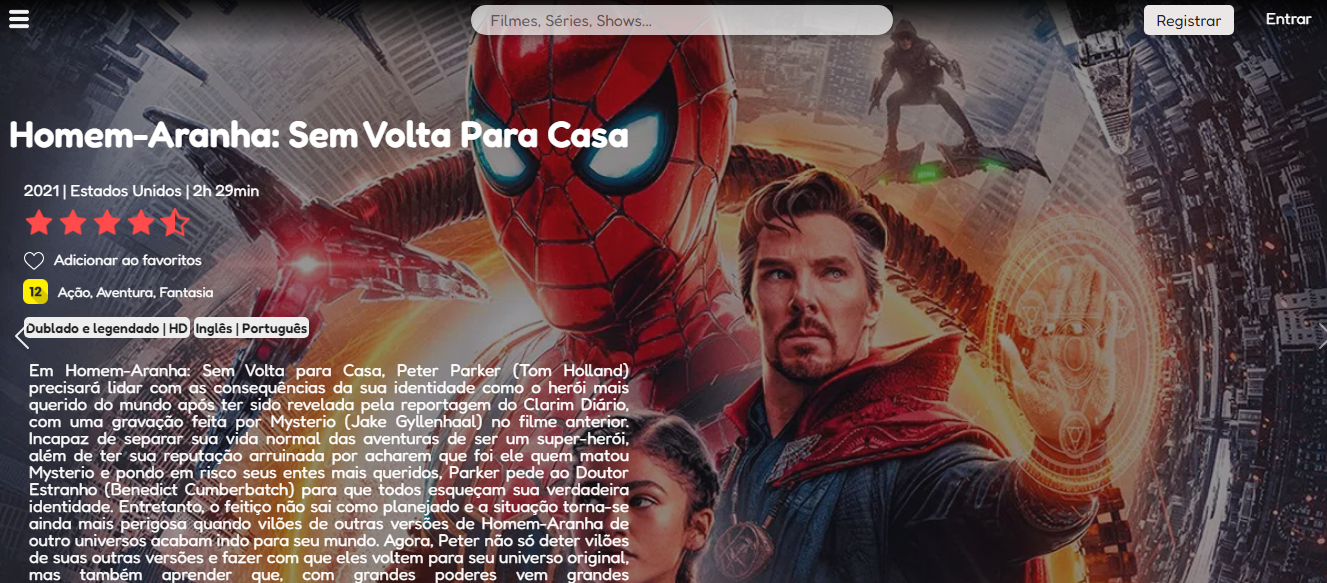 Filmes, Séries, Shows...
Registrar
Entrar
Homem-Aranha: Sem Volta Para Casa
2021 | Estados Unidos | 2h 29min
Adicionar ao favoritos
12 Ação, Aventura, Fantasia
Dublado e legendado | HD Inglês | Português
Em Homem-Aranha: Sem Volta para Casa, Peter Parker (Tom Holland)
precisará lidar com as consequências da sua identidade como o herói mais
querido do mundo após ter sido revelada pela reportagem do Clarim Diário,
com uma gravação feita por Mysterio (Jake Gyllenhaal) no filme anterior.
Incapaz de separar sua vida normal das aventuras de ser um super-herói,
além de ter sua reputação arruinada por acharem que foi ele quem matou
Mysterio e pondo em risco seus entes mais queridos, Parker pede ao Doutor
Estranho (Benedict Cumberbatch) para que todos esqueçam sua verdadeira
identidade. Entretanto, o feitiço não sai como planejado e a situação torna-se
ainda mais perigosa quando vilões de outras versões de Homem-Aranha de
outro universos acabam indo para seu mundo. Agora, Peter não só deter vilões
de suas outras versões e fazer com que eles voltem para seu universo original,
mas também aprender que, com grandes poderes vem grandes